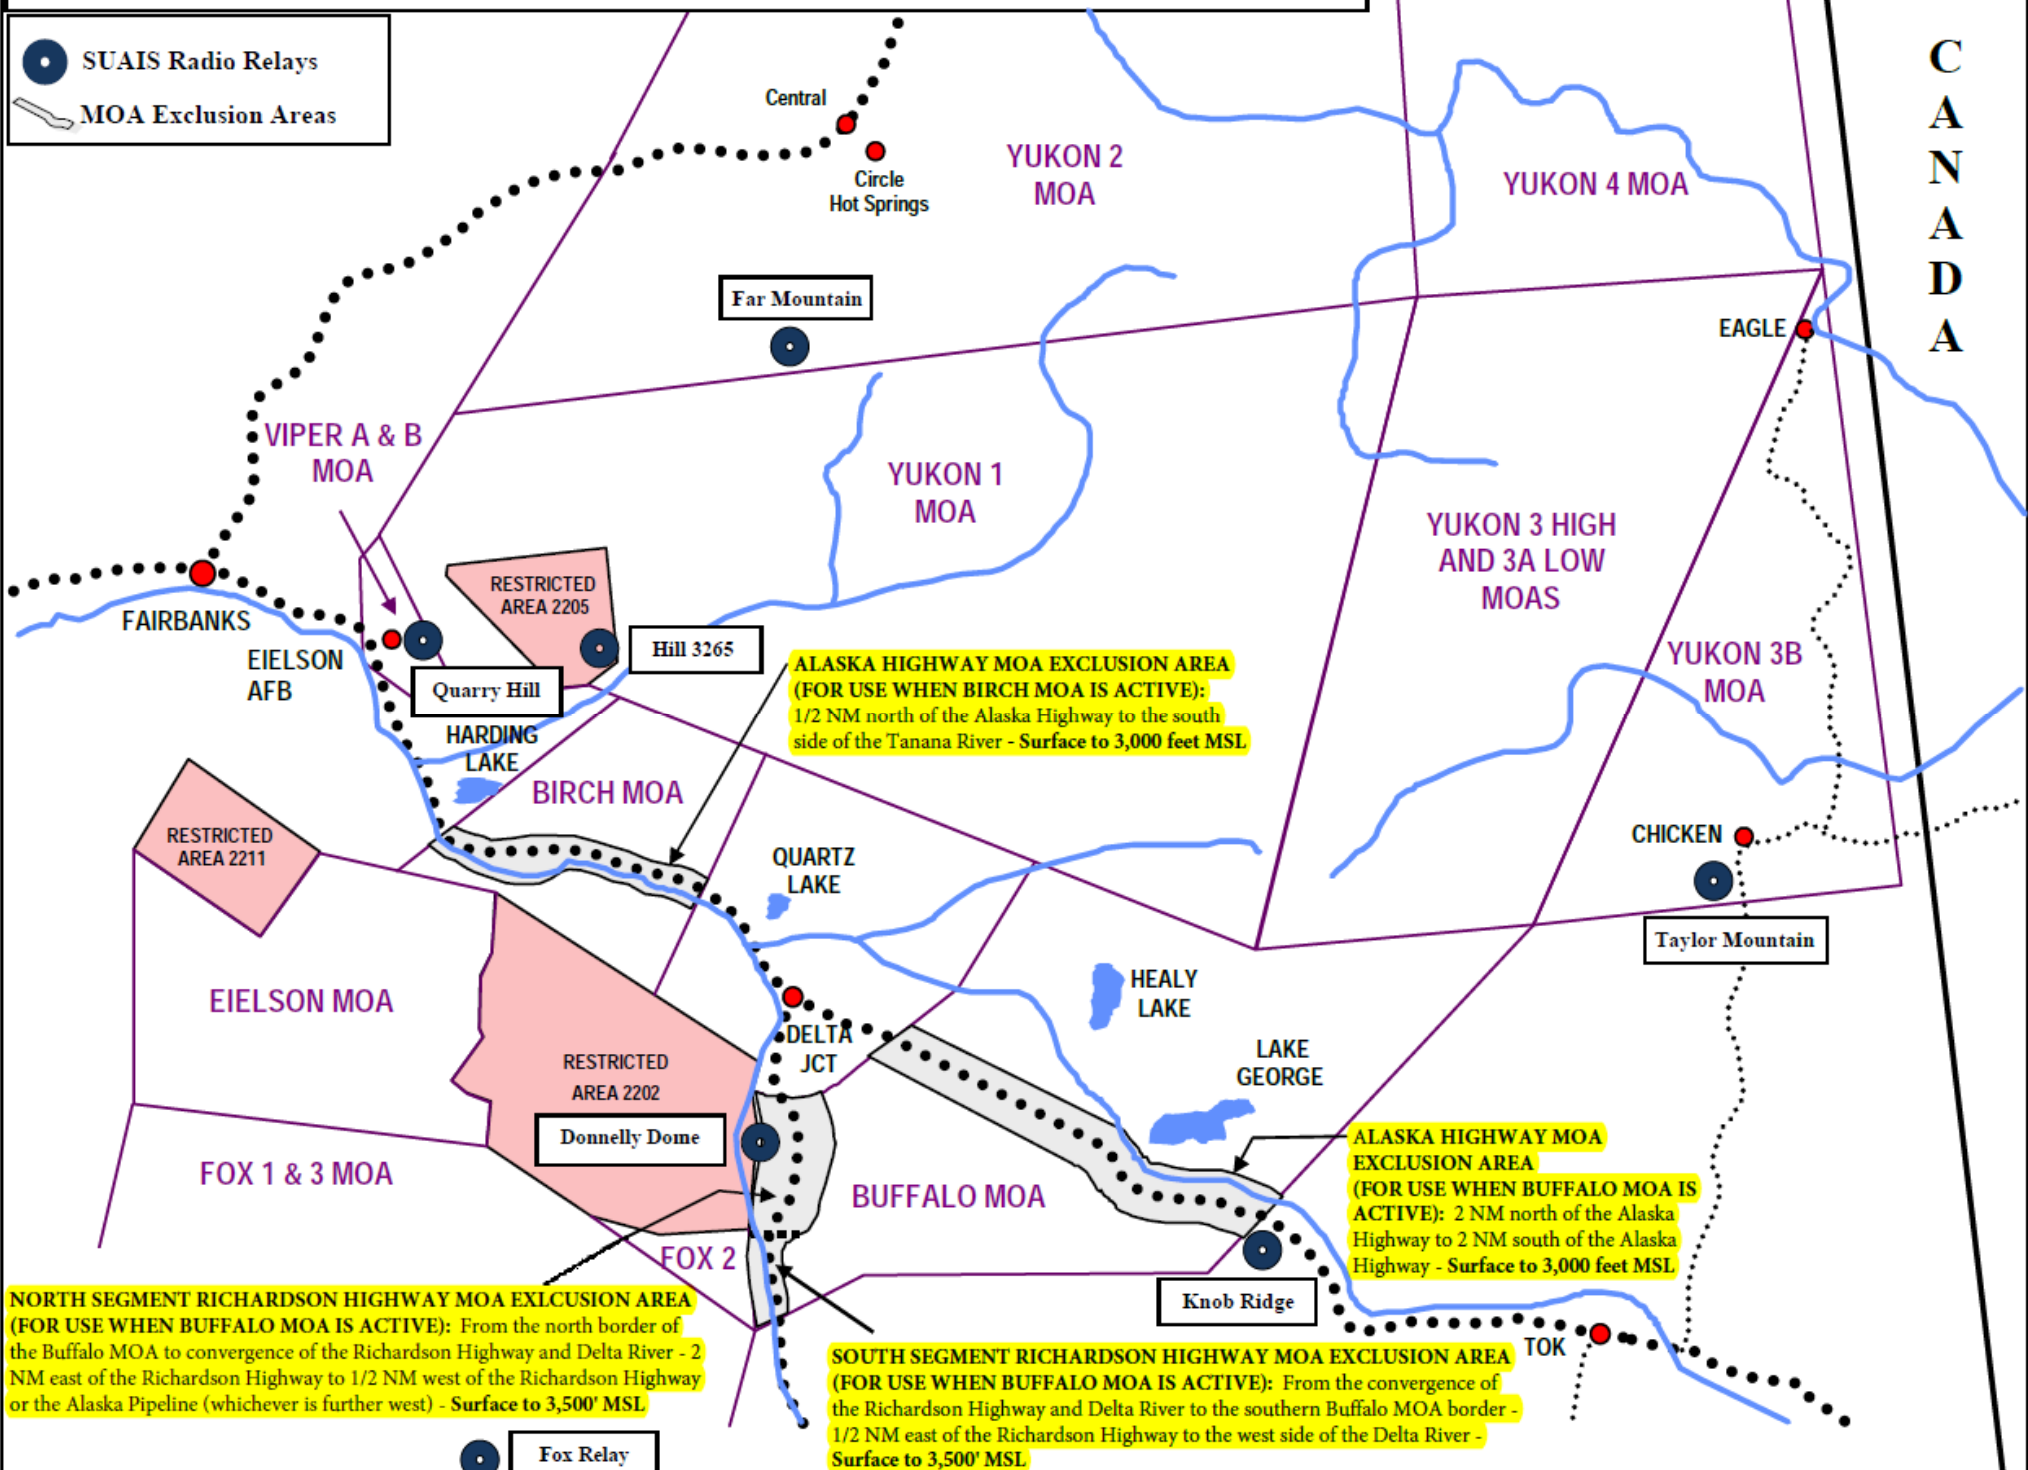 SUAIS Radio Relays
MOA Exclusion Areas
C
A
N
A
D
A
Central
Circle
Hot Springs
YUKON 2
MOA
YUKON 4 MOA
Far Mountain
EAGLE
VIPER A & B
MOA
YUKON 1
MOA
YUKON 3 HIGH
AND 3A LOW
MOAS
RESTRICTED
AREA 2205
FAIRBANKS
EIELSON
AFB
Hill 3265
Quarry Hill
YUKON 3B
MOA
ALASKA HIGHWAY MOA EXCLUSION AREA
(FOR USE WHEN BIRCH MOA IS ACTIVE):
1/2 NM north of the Alaska Highway to the south
side of the Tanana River - Surface to 3,000 feet MSL
HARDING
LAKE
BIRCH MOA
RESTRICTED
AREA 2211
QUARTZ
LAKE
CHICKEN
Taylor Mountain
EIELSON MOA
HEALY
LAKE
DELTA
JCT
LAKE
GEORGE
RESTRICTED
AREA 2202
Donnelly Dome
FOX 1 & 3 MOA
BUFFALO MOA
ALASKA HIGHWAY MOA
EXCLUSION AREA
(FOR USE WHEN BUFFALO MOA IS
ACTIVE): 2 NM north of the Alaska
Highway to 2 NM south of the Alaska
Highway - Surface to 3,000 feet MSL
FOX 2
Knob Ridge
TOK
NORTH SEGMENT RICHARDSON HIGHWAY MOA EXLCUSION AREA
(FOR USE WHEN BUFFALO MOA IS ACTIVE): From the north border of
the Buffalo MOA to convergence of the Richardson Highway and Delta River - 2
NM east of the Richardson Highway to 1/2 NM west of the Richardson Highway
or the Alaska Pipeline (whichever is further west) - Surface to 3,500' MSL
SOUTH SEGMENT RICHARDSON HIGHWAY MOA EXCLUSION AREA
(FOR USE WHEN BUFFALO MOA IS ACTIVE): From the convergence of
the Richardson Highway and Delta River to the southern Buffalo MOA border -
1/2 NM east of the Richardson Highway to the west side of the Delta River -
Surface to 3,500' MSL
Fox Relay